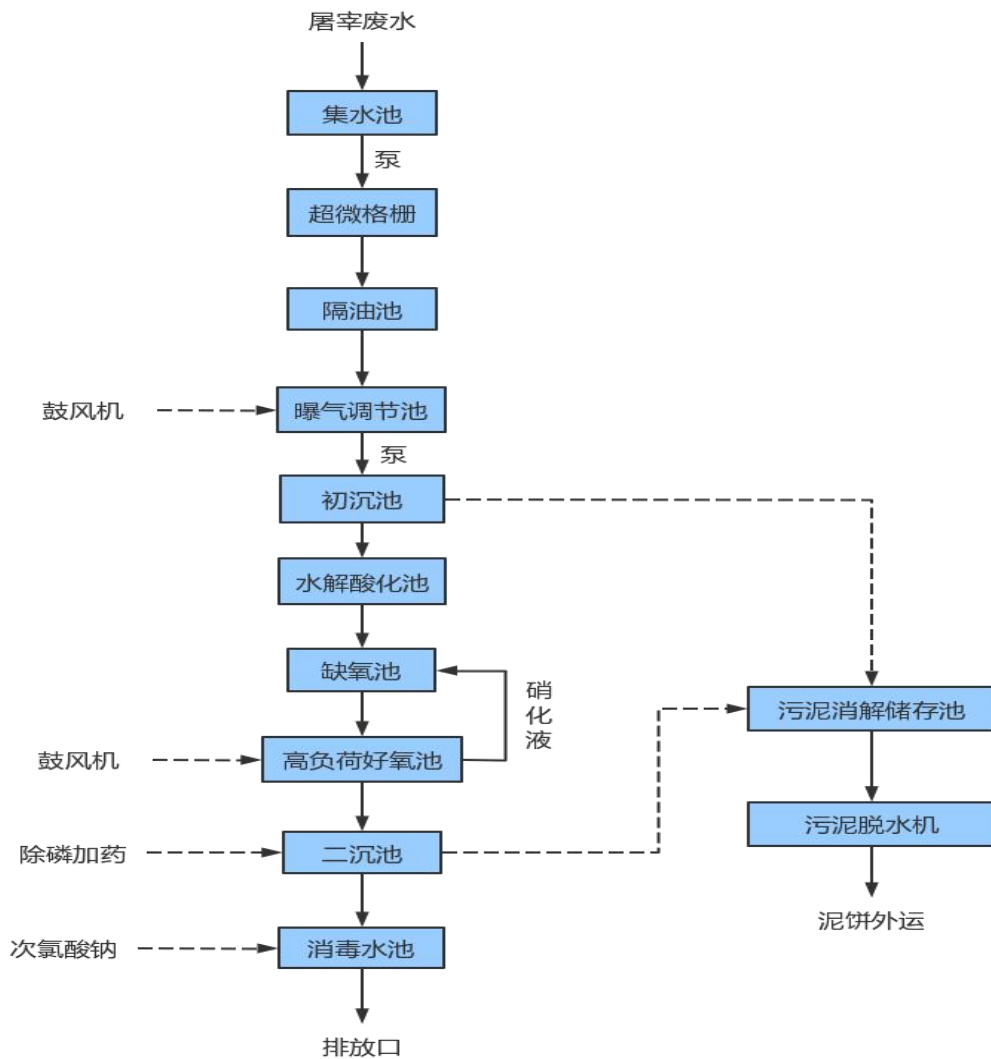 屠宰废水
集水池
泵
超微格栅
隔油池
鼓风机
曝气调节池
泵
初沉池
水解酸化池
缺氧池
硝化液
污泥消解储存池
鼓风机
高负荷好氧池
污泥脱水机
除磷加药
二沉池
泥饼外运
次氯酸钠
消毒水池
排放口